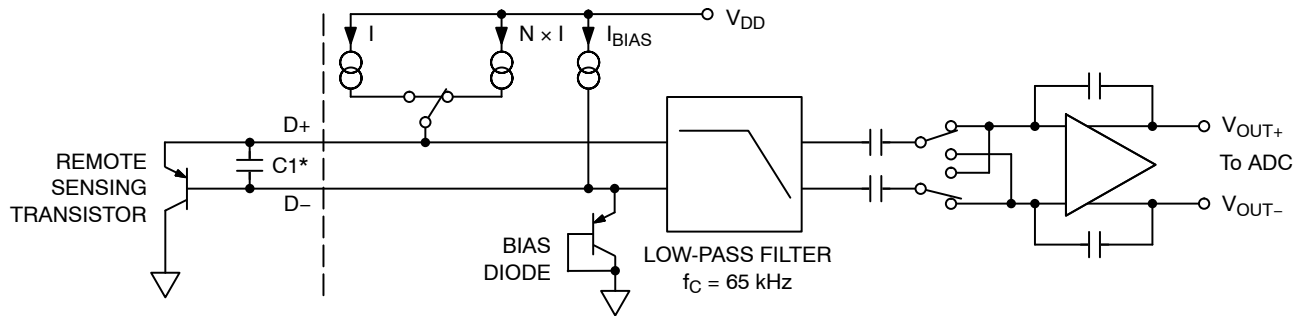 I
N × I
I_BIAS
V_DD
D+
REMOTE
SENSING
TRANSISTOR
C1*
D−
BIAS
DIODE
LOW-PASS FILTER
f_C = 65 kHz
V_OUT+
To ADC
V_OUT−